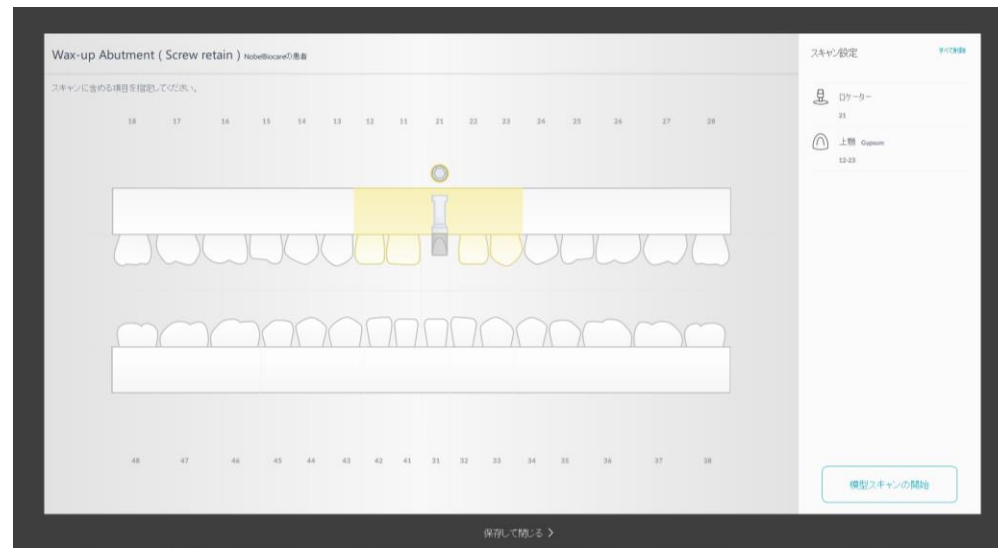 Wax-up Abutment ( Screw retain ) NobelBiocareの患者
スキャンに含める項目を指定してください。
18 17 16 15 14 13 12 11 21 22 23 24 25 26 27 28
48 47 46 45 44 43 42 41 31 32 33 34 35 36 37 38
スキャン設定 すべて削除
ロケーター
21
上顎 Gypsum
12-23
模型スキャンの開始
保存して閉じる >